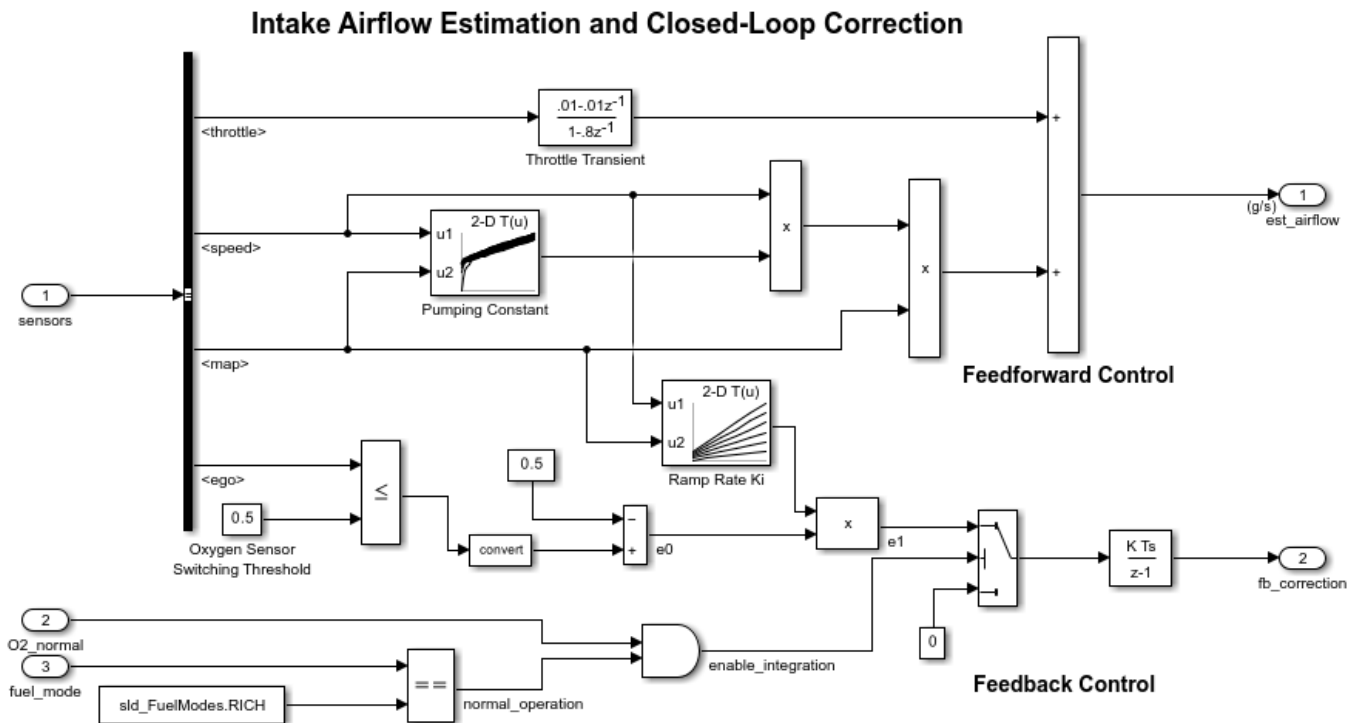 Intake Airflow Estimation and Closed-Loop Correction
.01-.01z-1
1-.8z-1
<throttle>
Throttle Transient
+
x
2-D T(u)
u1
u2
<speed>
Pumping Constant
x
(g/s)
1
est_airflow
+
1
sensors
<map>
Feedforward Control
2-D T(u)
u1
u2
Ramp Rate Ki
<ego>
≤
0.5
Oxygen Sensor
Switching Threshold
0.5
convert
−
+
e0
x
e1
K Ts
z-1
2
fb_correction
0
2
O2_normal
3
fuel_mode
sld_FuelModes.RICH
==
normal_operation
enable_integration
Feedback Control